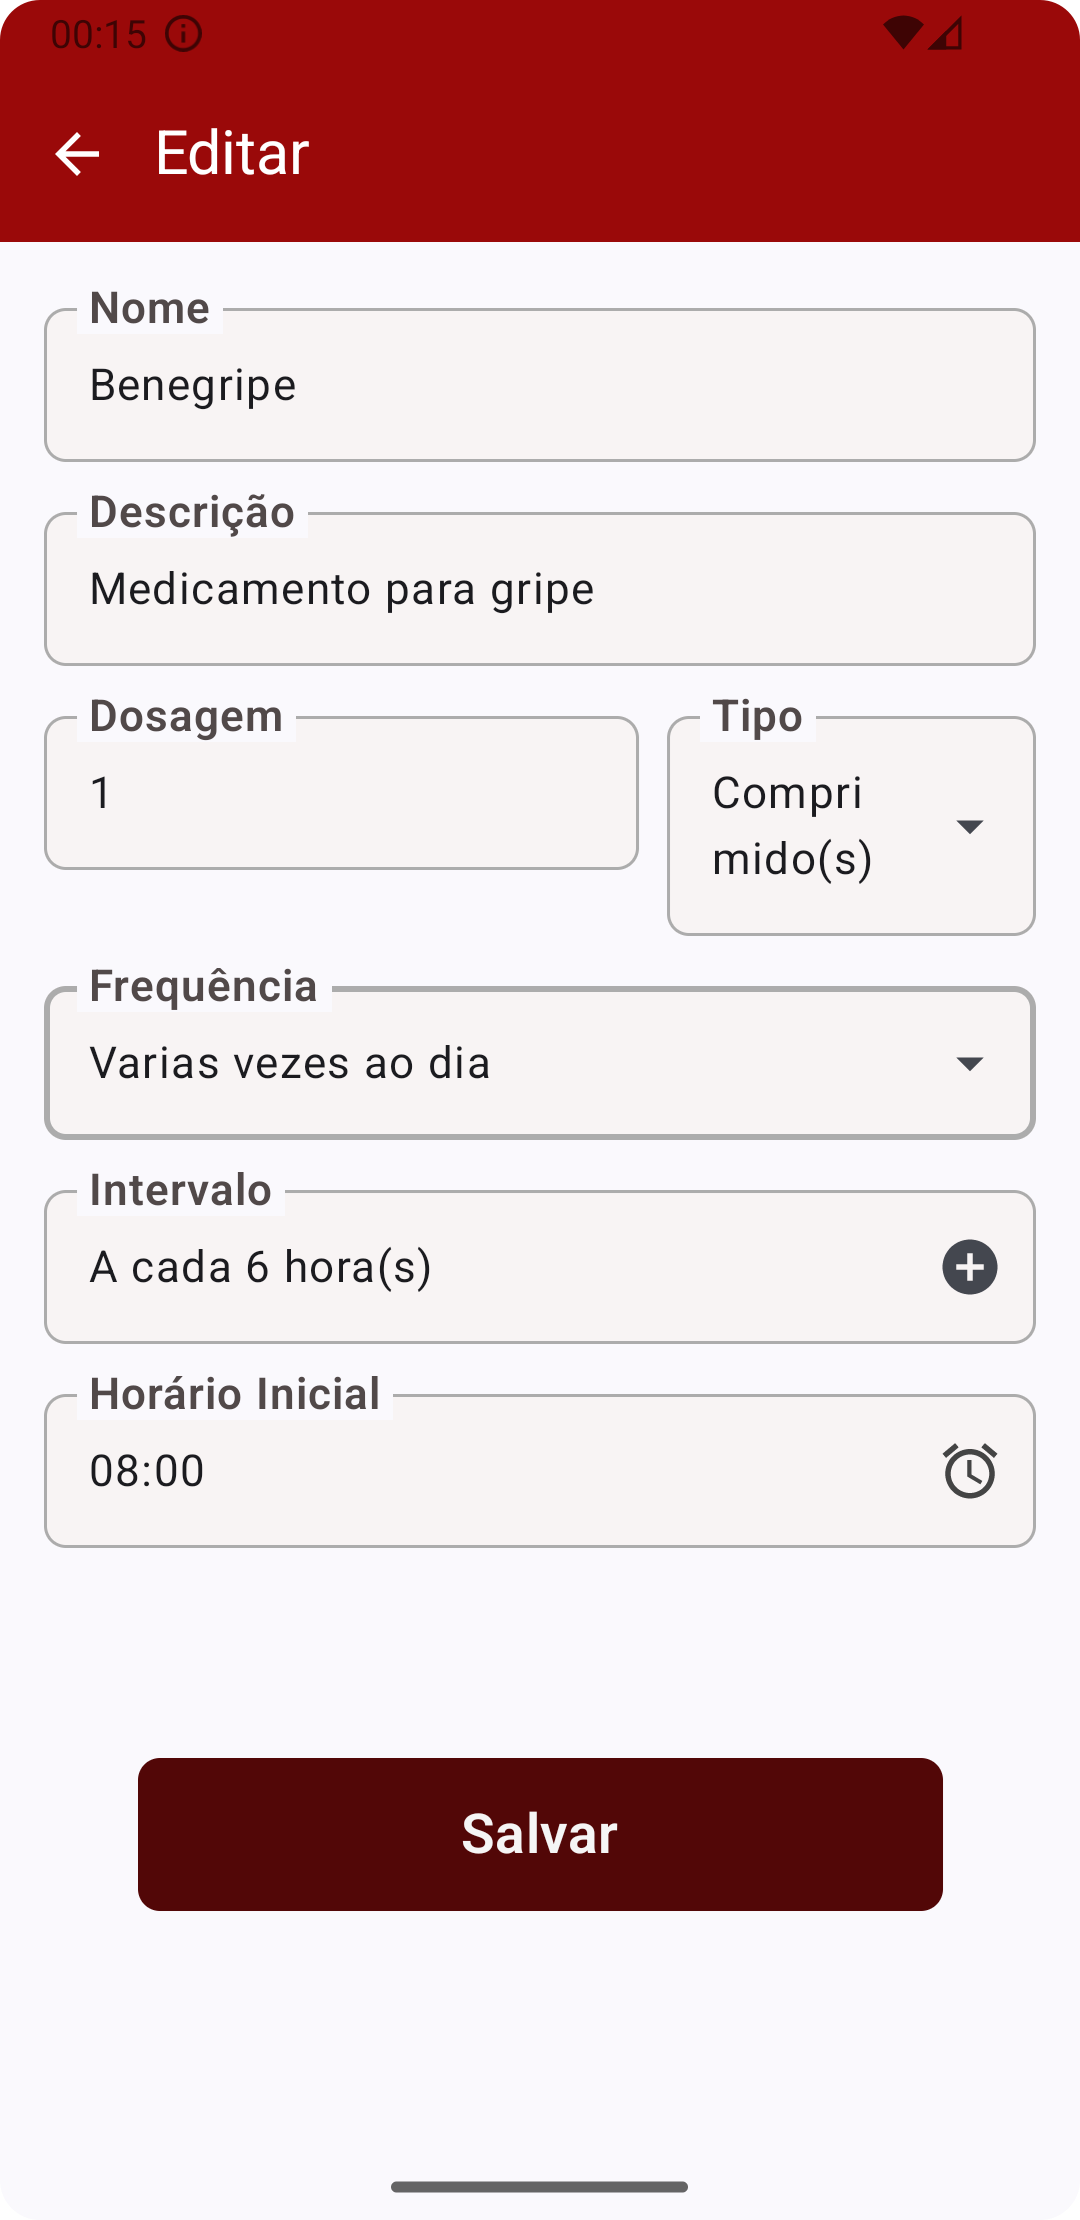 00:15
Editar
Nome
Benegripe
Descrição
Medicamento para gripe
Dosagem
1
Tipo
Compri
mido(s)
Frequência
Varias vezes ao dia
Intervalo
A cada 6 hora(s)
Horário Inicial
08:00
Salvar